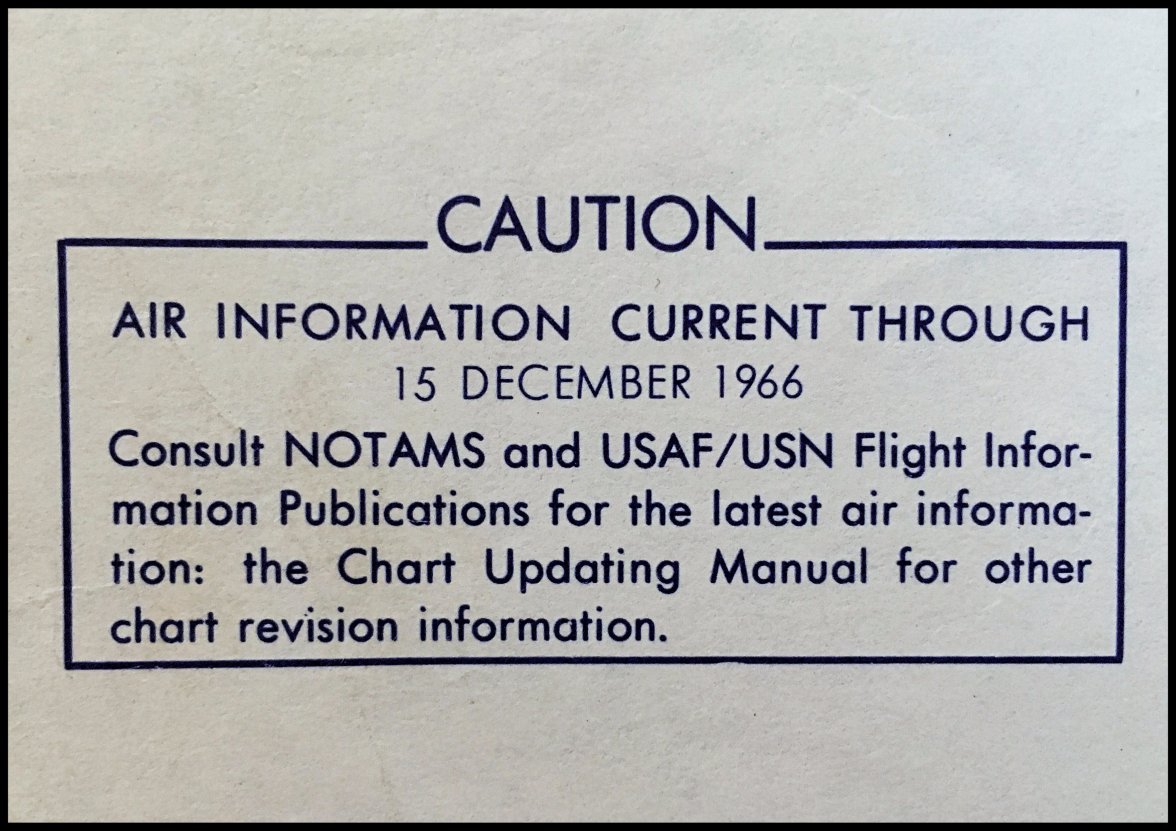 CAUTION
AIR INFORMATION CURRENT THROUGH
15 DECEMBER 1966
Consult NOTAMS and USAF/USN Flight Infor-
mation Publications for the latest air informa-
tion: the Chart Updating Manual for other
chart revision information.